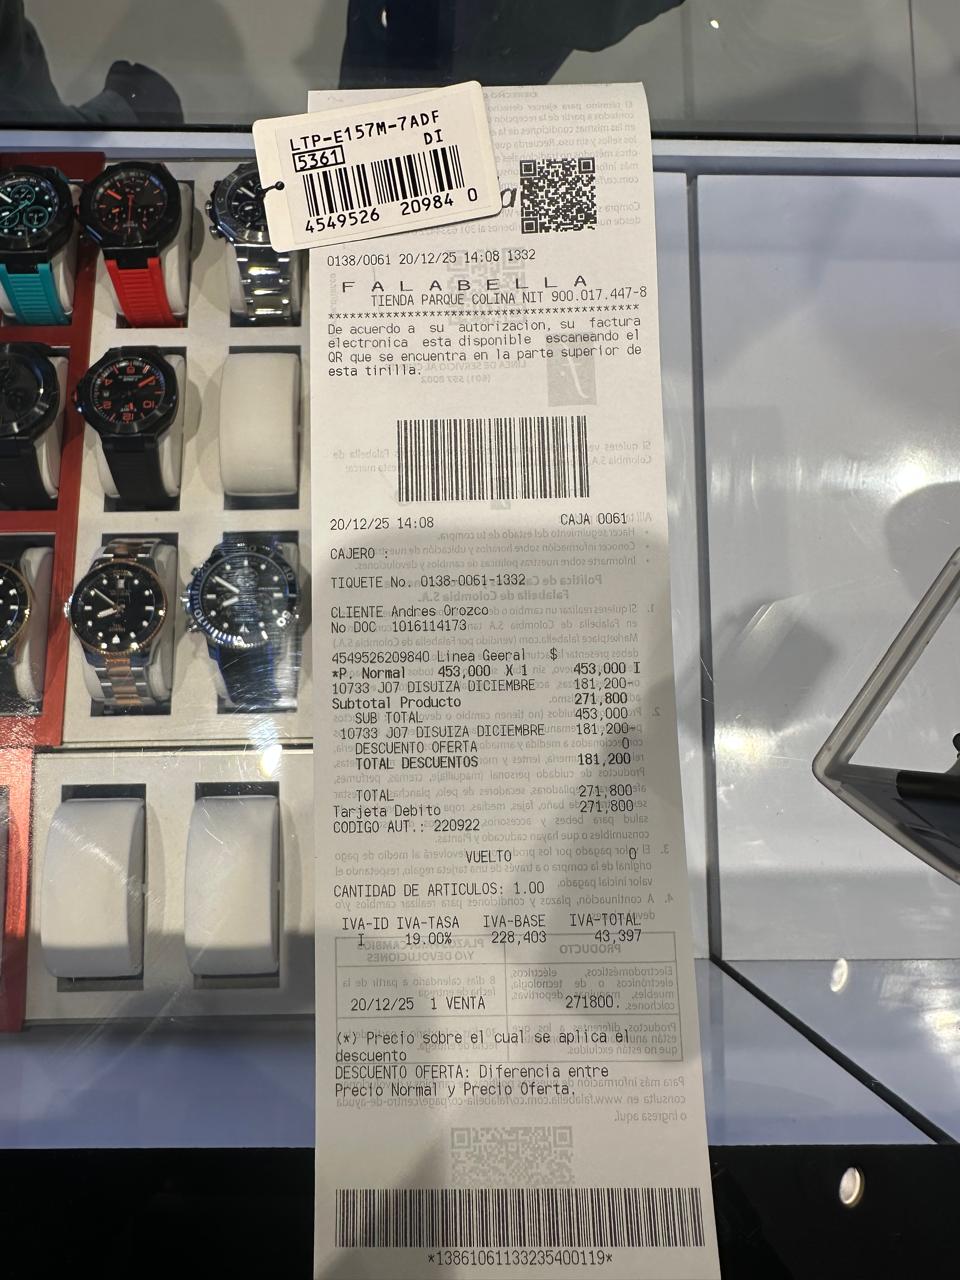 LTP-E157M-7ADF
5361 DI
4549526 20984 0
a
0138/0061 20/12/25 14:08 1332
F A L A B E L L A
TIENDA PARQUE COLINA NIT 900.017.447-8
****************************************
De acuerdo a su autorizacion, su factura
electronica esta disponible escaneando el
QR que se encuentra en la parte superior de
esta tirilla:
20/12/25 14:08 CAJA 0061
CAJERO :
TIQUETE No. 0138-0061-1332
CLIENTE Andres Orozco
No DOC 1016114173
4549526209840 Linea Geeral $
*P. Normal 453,000 X 1 453,000 I
10733 J07 DISUIZA DICIEMBRE 181,200-
Subtotal Producto 271,800
SUB TOTAL 453,000
10733 J07 DISUIZA DICIEMBRE 181,200-
DESCUENTO OFERTA 0
TOTAL DESCUENTOS 181,200
TOTAL 271,800
Tarjeta Debito 271,800
CODIGO AUT.: 220922
VUELTO 0
CANTIDAD DE ARTICULOS: 1.00
IVA-ID IVA-TASA IVA-BASE IVA-TOTAL
I 19.00% 228,403 43,397
20/12/25 1 VENTA 271800.
(*) Precio sobre el cual se aplica el
descuento
DESCUENTO OFERTA: Diferencia entre
Precio Normal y Precio Oferta.
*13861061133235400119*